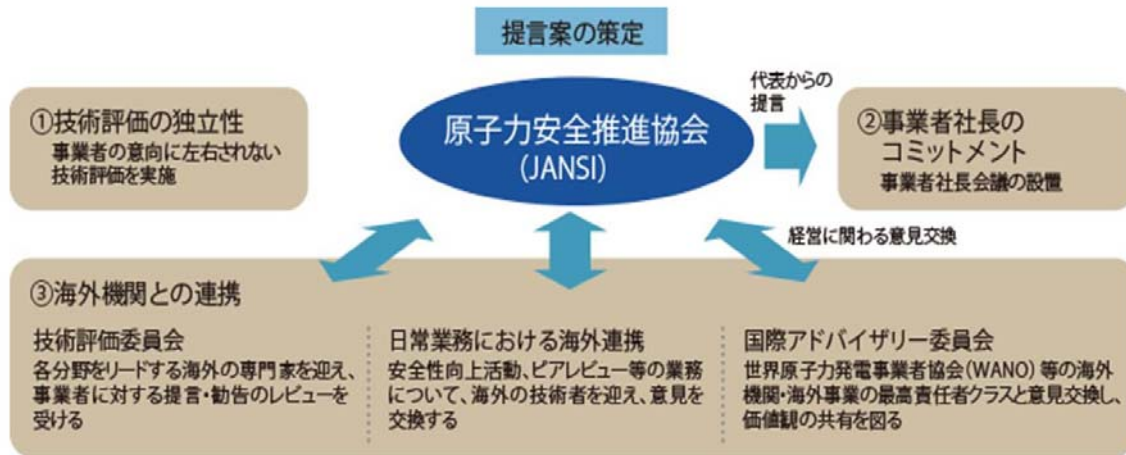 提言案の策定
①技術評価の独立性
事業者の意向に左右されない
技術評価を実施
原子力安全推進協会
(JANSI)
代表からの
提言
②事業者社長の
コミットメント
事業者社長会議の設置
経営に関わる意見交換
③海外機関との連携
技術評価委員会
各分野をリードする海外の専門家を迎え、
事業者に対する提言・勧告のレビューを
受ける
日常業務における海外連携
安全性向上活動、ピアレビュー等の業務
について、海外の技術者を迎え、意見を
交換する
国際アドバイザリー委員会
世界原子力発電事業者協会(WANO)等の海外
機関・海外事業の最高責任者クラスと意見交換し、
価値観の共有を図る